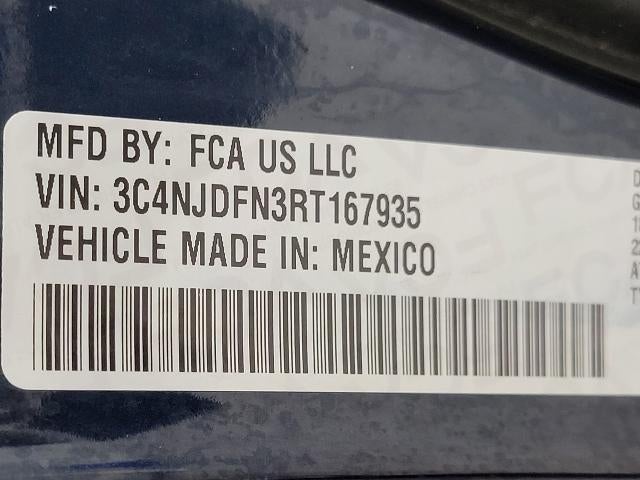 MFD BY: FCA US LLC
VIN: 3C4NJDFN3RT167935
VEHICLE MADE IN: MEXICO